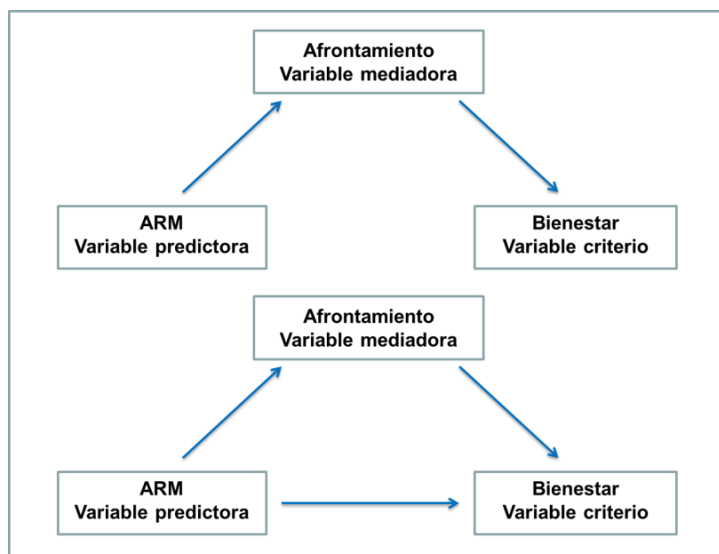 Afrontamiento
Variable mediadora
ARM
Variable predictora
Bienestar
Variable criterio
Afrontamiento
Variable mediadora
ARM
Variable predictora
Bienestar
Variable criterio